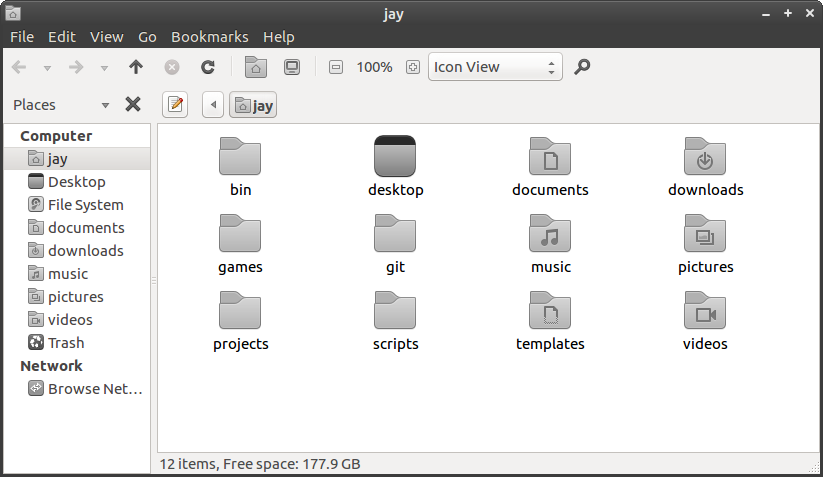 jay
File Edit View Go Bookmarks Help
100% Icon View
Places jay
Computer
jay
Desktop
File System
documents
downloads
music
pictures
videos
Trash
Network
Browse Net...
bin desktop documents downloads
games git music pictures
projects scripts templates videos
12 items, Free space: 177.9 GB